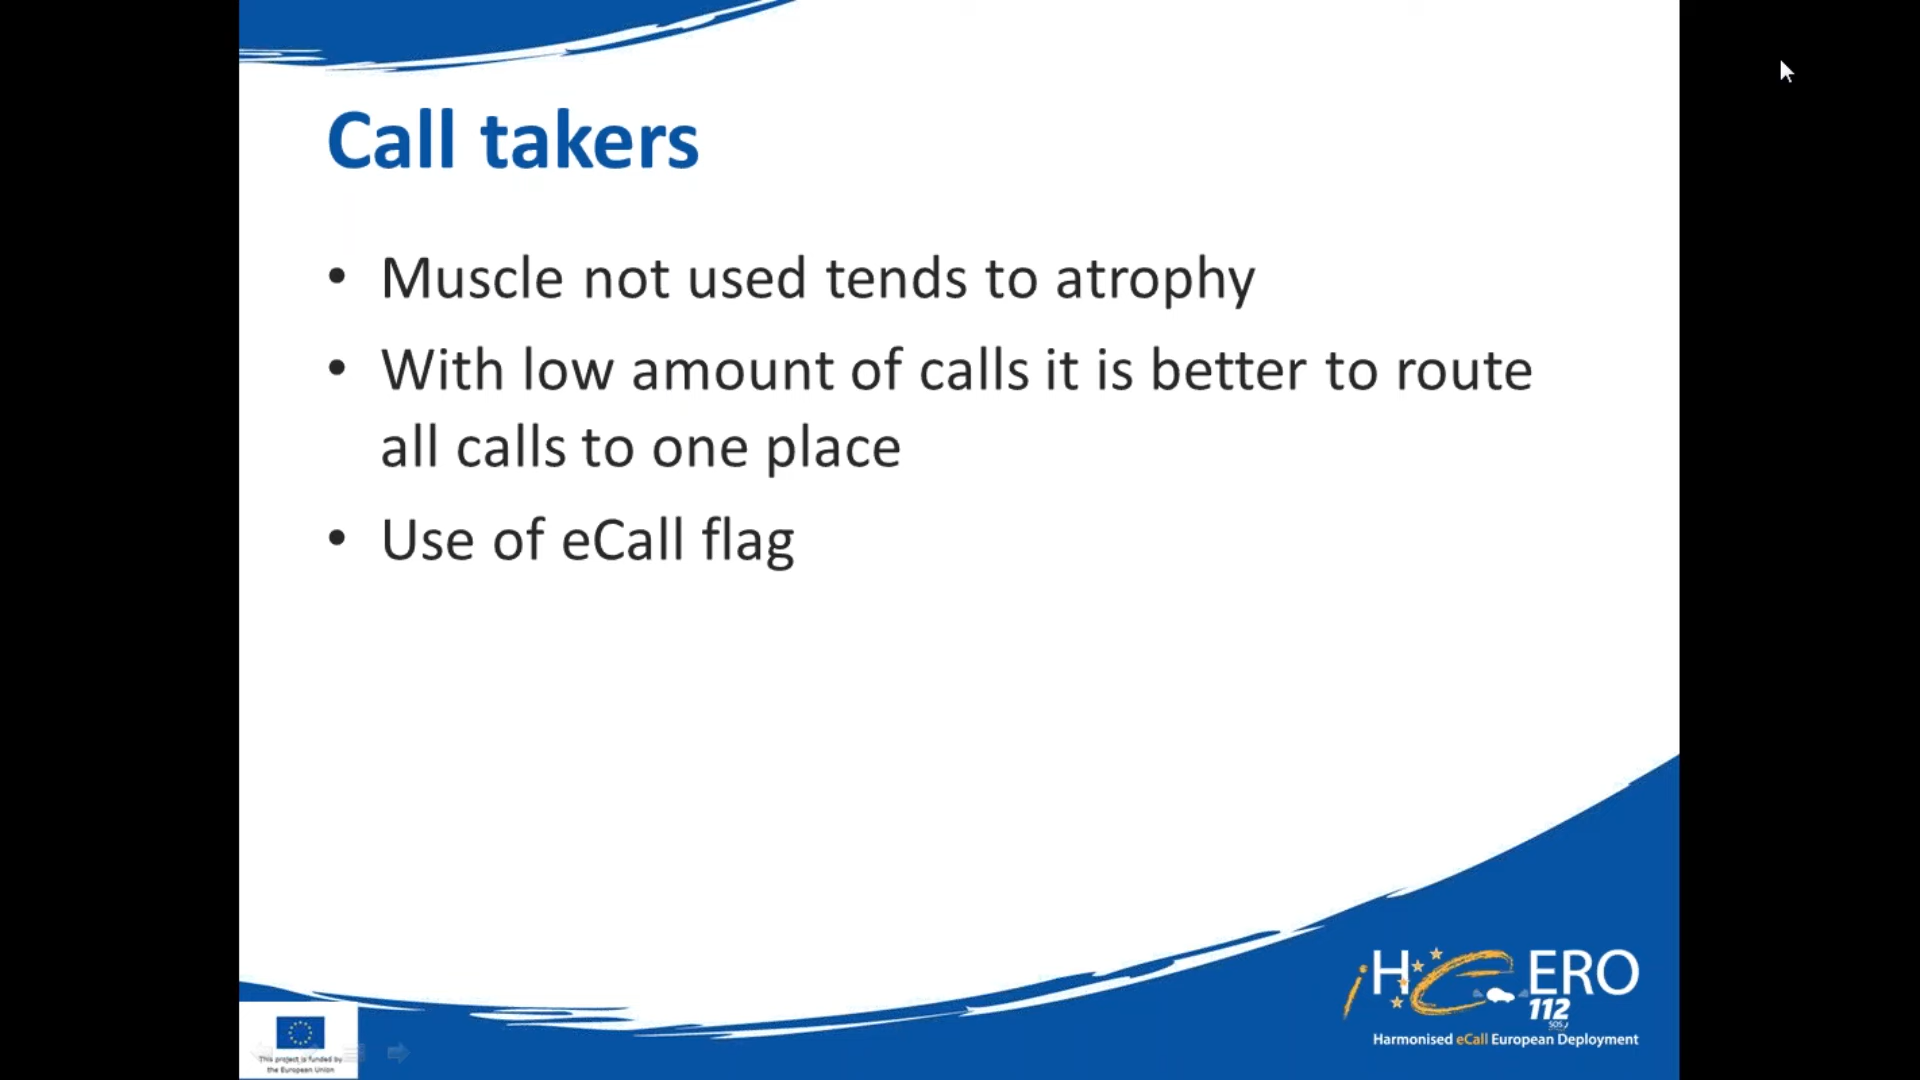 Call takers
• Muscle not used tends to atrophy
• With low amount of calls it is better to route
all calls to one place
• Use of eCall flag
iHeERO
112
SOS
Harmonised eCall European Deployment
This project is funded by
the European Union